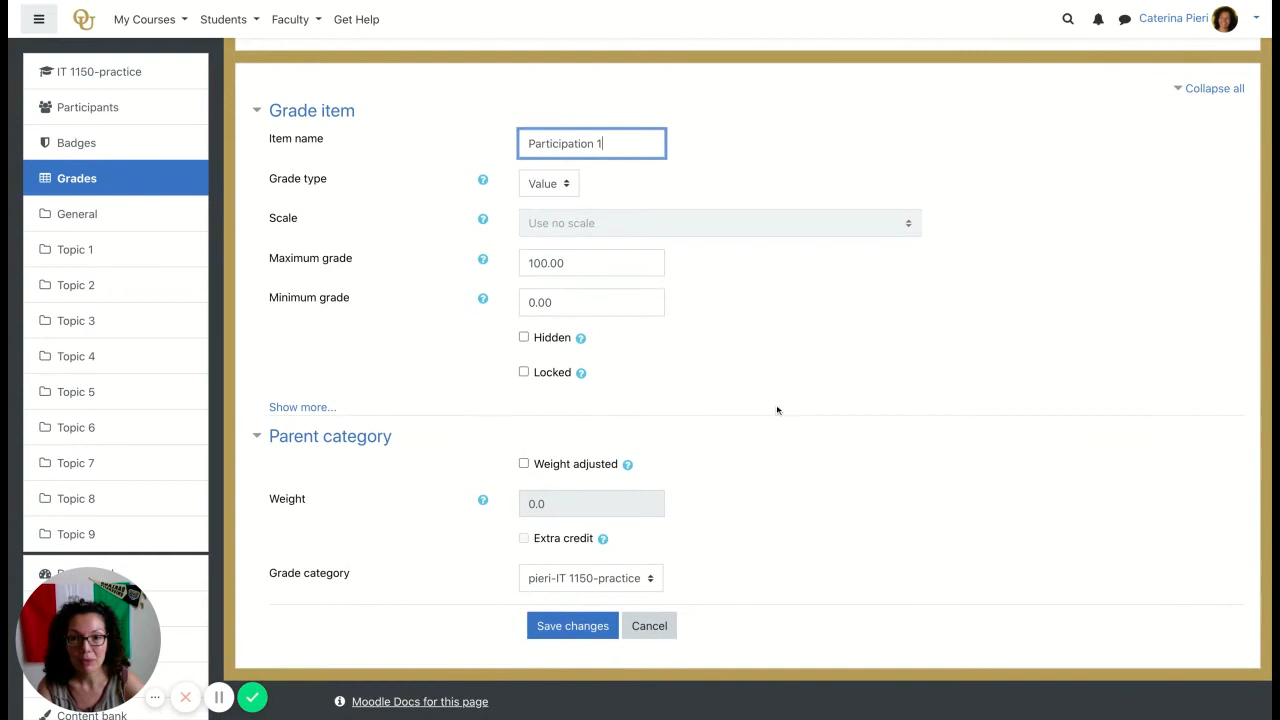 OU
My Courses Students Faculty Get Help
Caterina Pieri
IT 1150-practice
Participants
Badges
Grades
General
Topic 1
Topic 2
Topic 3
Topic 4
Topic 5
Topic 6
Topic 7
Topic 8
Topic 9
Content bank
Collapse all
Grade item
Item name Participation 1
Grade type ? Value
Scale ? Use no scale
Maximum grade ? 100.00
Minimum grade ? 0.00
Hidden ?
Locked ?
Show more...
Parent category
Weight adjusted ?
Weight ? 0.0
Extra credit ?
Grade category pieri-IT 1150-practice
Save changes Cancel
Moodle Docs for this page